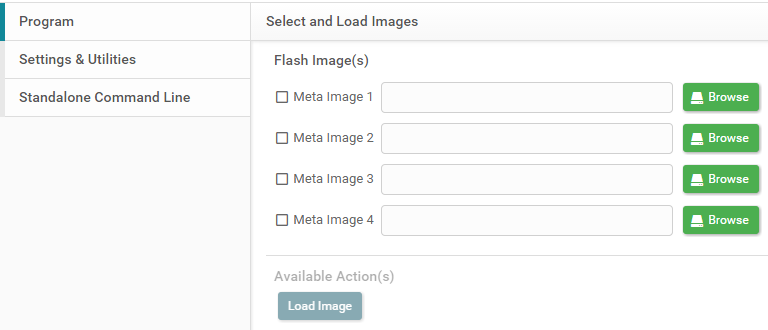 Program
Settings & Utilities
Standalone Command Line
Select and Load Images
Flash Image(s)
Meta Image 1 Browse
Meta Image 2 Browse
Meta Image 3 Browse
Meta Image 4 Browse
Available Action(s)
Load Image